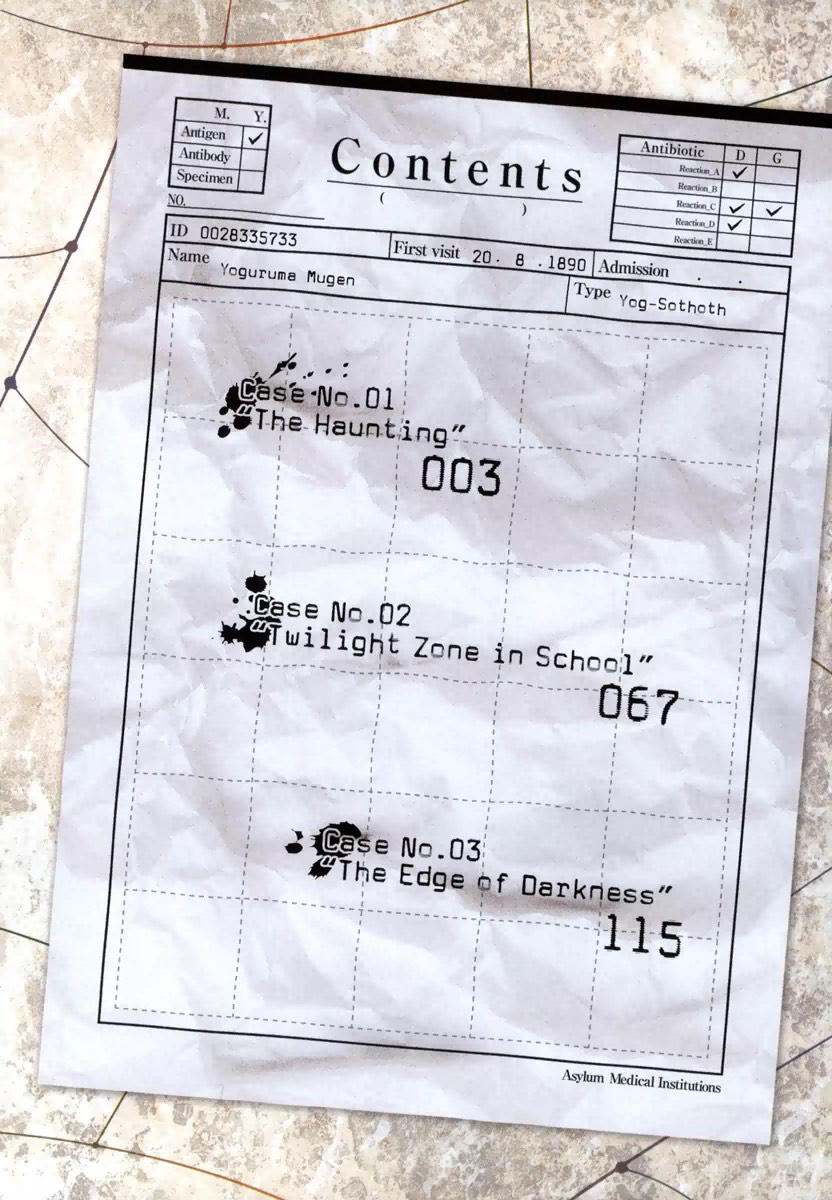 M. Y.
Antigen ✓
Antibody
Specimen
NO.
Contents
( )
Antibiotic D G
Reaction_A ✓
Reaction_B
Reaction_C ✓ ✓
Reaction_D ✓
Reaction_E
ID 0028335733 First visit 20. 8 .1890 Admission . .
Name Yoguruma Mugen Type Yog-Sothoth
Case No.01
“The Haunting”
003
Case No.02
“Twilight Zone in School”
067
Case No.03
“The Edge of Darkness”
115
Asylum Medical Institutions